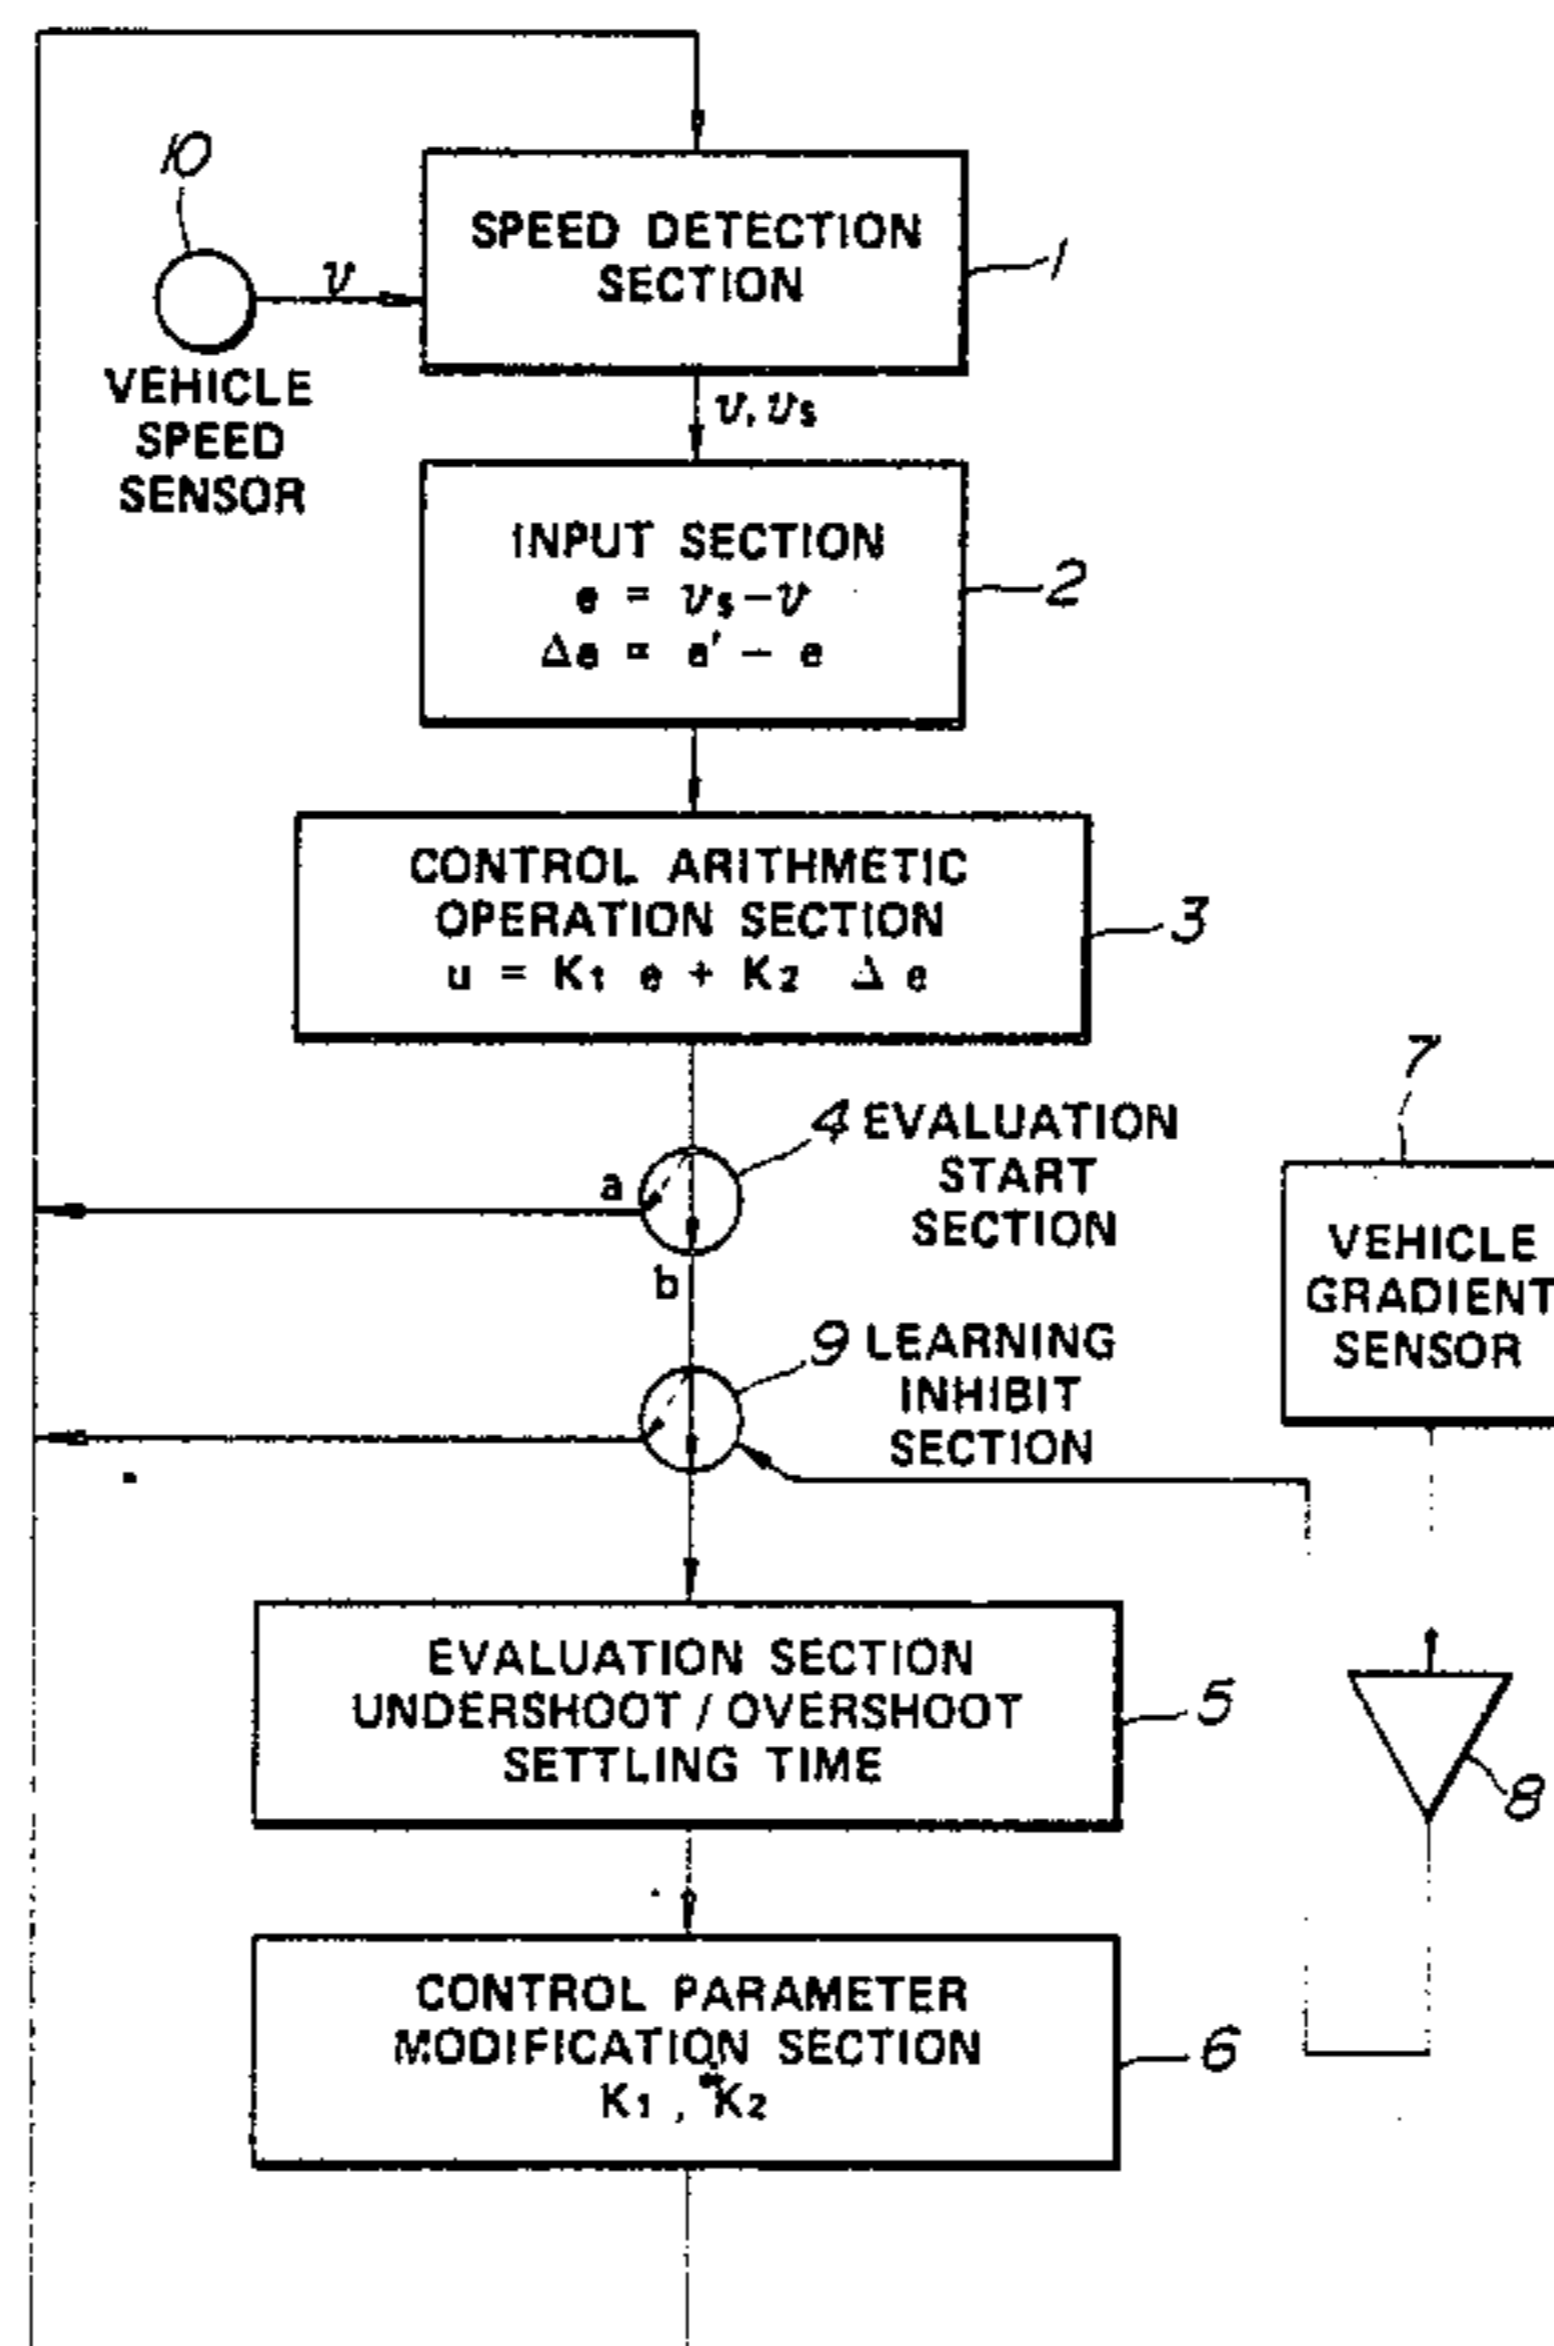 10
SPEED DETECTION
SECTION
1
v
VEHICLE
SPEED
SENSOR
v, vs
INPUT SECTION
e = vs - v
Δe = e' - e
2
CONTROL ARITHMETIC
OPERATION SECTION
u = K1 e + K2 Δ e
3
4 EVALUATION
START
SECTION
a
b
7
VEHICLE
GRADIENT
SENSOR
9 LEARNING
INHIBIT
SECTION
EVALUATION SECTION
UNDERSHOOT / OVERSHOOT
SETTLING TIME
5
8
CONTROL PARAMETER
MODIFICATION SECTION
K1 , K2
6